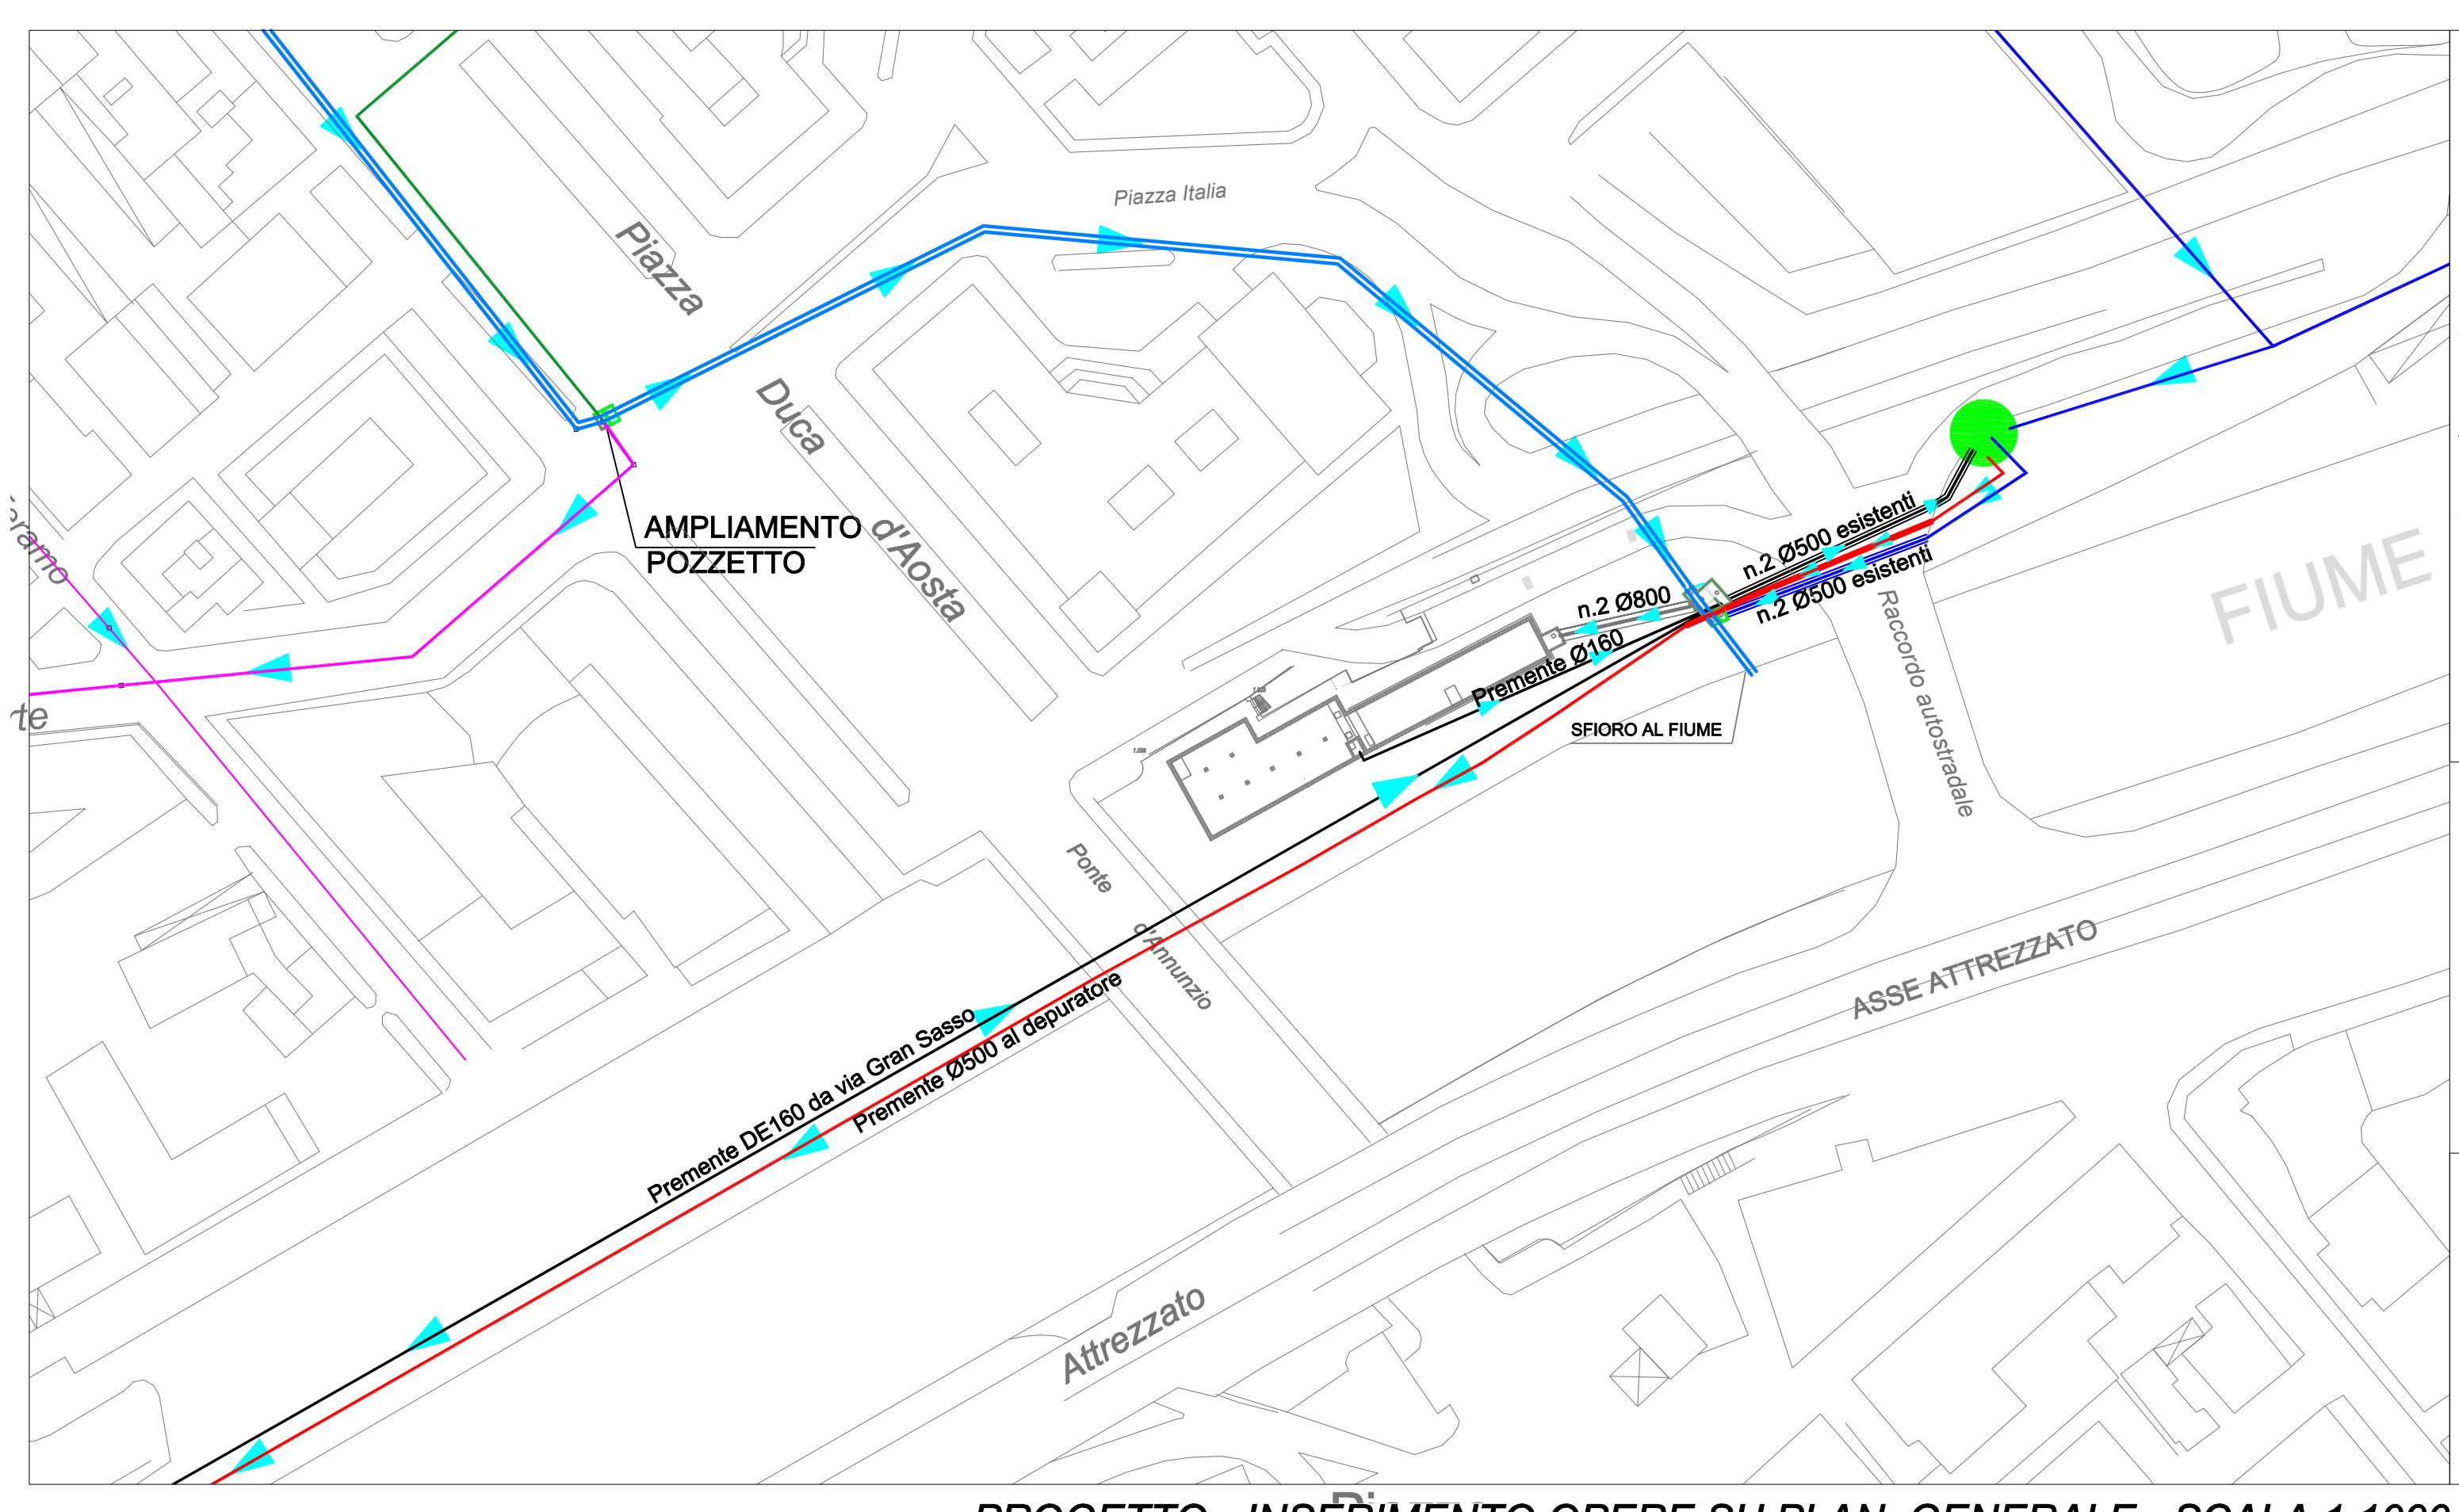 Piazza Italia
Piazza
Duca
d'Aosta
AMPLIAMENTO
POZZETTO
eramo
rte
n.2 Ø500 esistenti
n.2 Ø500 esistenti
n.2 Ø800
Premente Ø160
SFIORO AL FIUME
Raccordo autostradale
FIUME
Ponte
d'Annunzio
ASSE ATTREZZATO
Premente DE160 da via Gran Sasso
Premente Ø500 al depuratore
Attrezzato